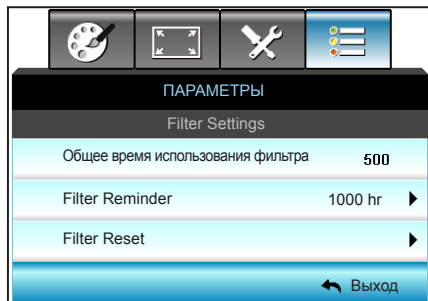 ПАРАМЕТРЫ
Filter Settings
Общее время использования фильтра 500
Filter Reminder 1000 hr
Filter Reset
Выход